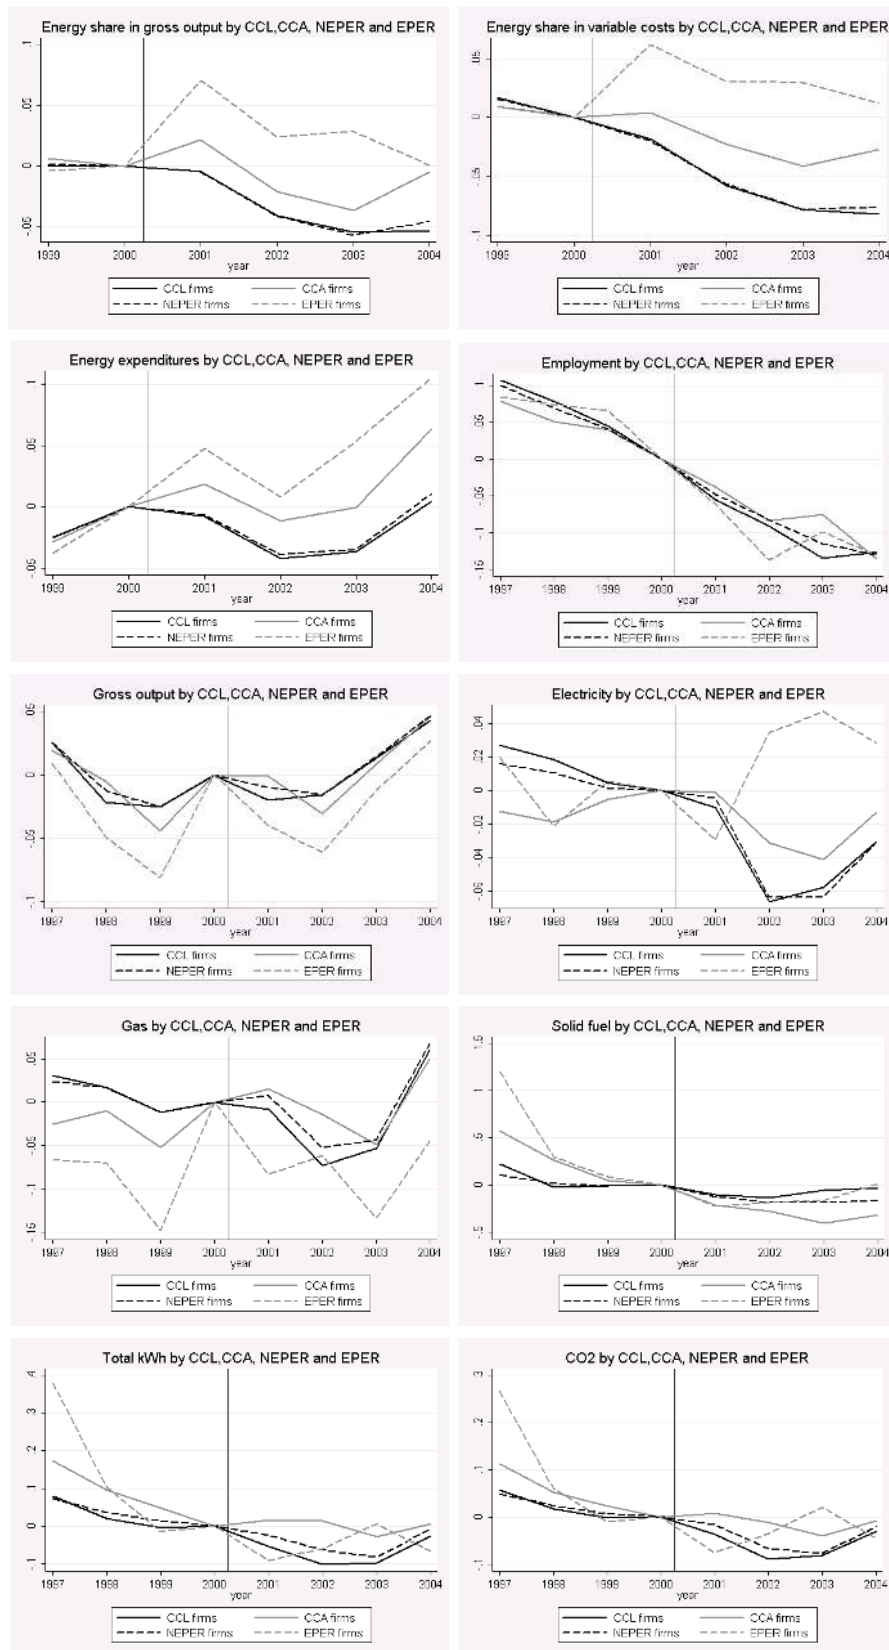 Energy share in gross output by CCL,CCA, NEPER and EPER
.1
.05
0
-.05
1999 2000 2001 2002 2003 2004
year
CCL firms CCA firms
NEPER firms EPER firms
Energy share in variable costs by CCL,CCA, NEPER and EPER
.05
0
-.05
-.1
1999 2000 2001 2002 2003 2004
year
CCL firms CCA firms
NEPER firms EPER firms
Energy expenditures by CCL,CCA, NEPER and EPER
.1
.05
0
-.05
1999 2000 2001 2002 2003 2004
year
CCL firms CCA firms
NEPER firms EPER firms
Employment by CCL,CCA, NEPER and EPER
.1
.05
0
-.05
-.1
-.15
1997 1998 1999 2000 2001 2002 2003 2004
year
CCL firms CCA firms
NEPER firms EPER firms
Gross output by CCL,CCA, NEPER and EPER
.05
0
-.05
-.1
1997 1998 1999 2000 2001 2002 2003 2004
year
CCL firms CCA firms
NEPER firms EPER firms
Electricity by CCL,CCA, NEPER and EPER
.04
.02
0
-.02
-.04
-.06
1997 1998 1999 2000 2001 2002 2003 2004
year
CCL firms CCA firms
NEPER firms EPER firms
Gas by CCL,CCA, NEPER and EPER
.05
0
-.05
-.1
-.15
1997 1998 1999 2000 2001 2002 2003 2004
year
CCL firms CCA firms
NEPER firms EPER firms
Solid fuel by CCL,CCA, NEPER and EPER
1.5
1
.5
0
-.5
1997 1998 1999 2000 2001 2002 2003 2004
year
CCL firms CCA firms
NEPER firms EPER firms
Total kWh by CCL,CCA, NEPER and EPER
.4
.3
.2
.1
0
-.1
1997 1998 1999 2000 2001 2002 2003 2004
year
CCL firms CCA firms
NEPER firms EPER firms
CO2 by CCL,CCA, NEPER and EPER
.3
.2
.1
0
-.1
1997 1998 1999 2000 2001 2002 2003 2004
year
CCL firms CCA firms
NEPER firms EPER firms